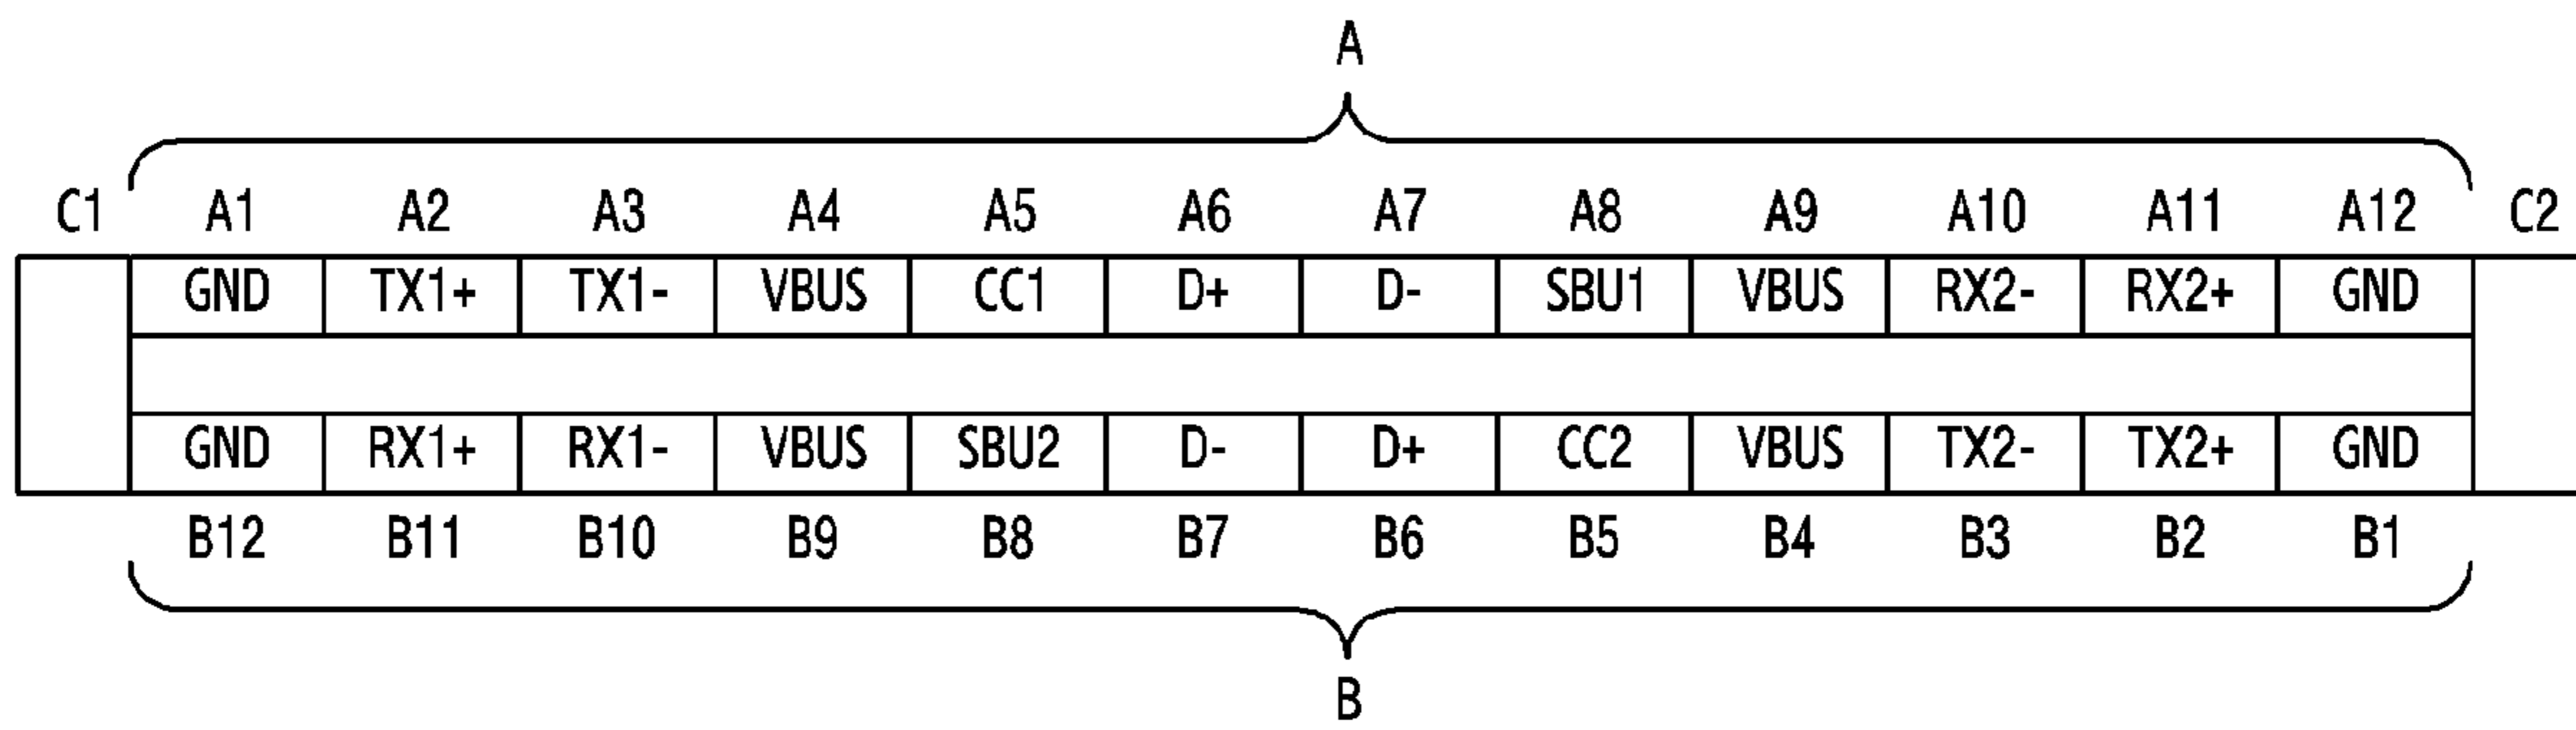 A
C1 A1 A2 A3 A4 A5 A6 A7 A8 A9 A10 A11 A12 C2
GND TX1+ TX1- VBUS CC1 D+ D- SBU1 VBUS RX2- RX2+ GND
GND RX1+ RX1- VBUS SBU2 D- D+ CC2 VBUS TX2- TX2+ GND
B12 B11 B10 B9 B8 B7 B6 B5 B4 B3 B2 B1
B